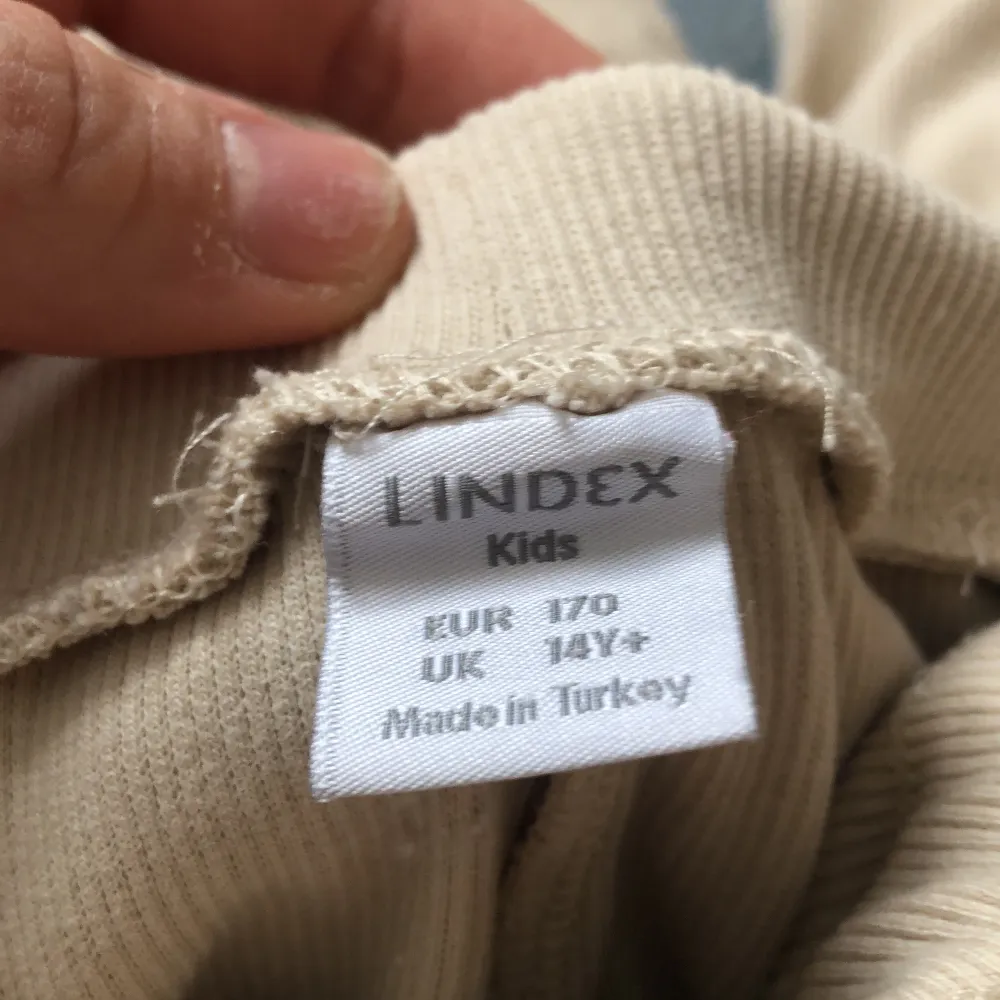 LINDEX
Kids
EUR 170
UK 14Y+
Made in Turkey